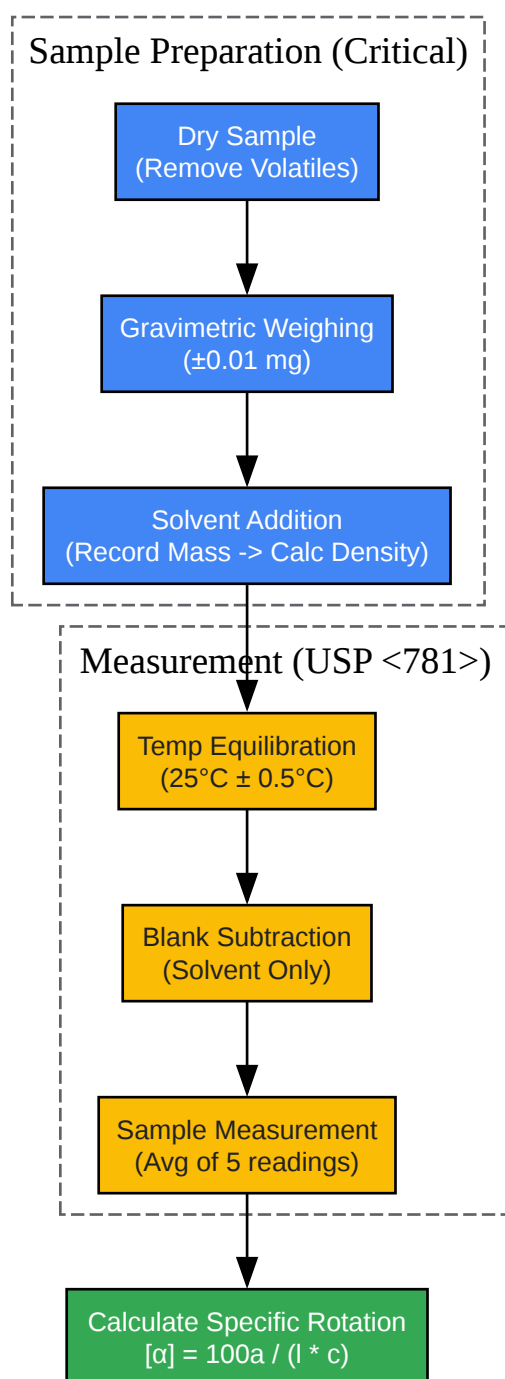 Sample Preparation (Critical)
Dry Sample
(Remove Volatiles)
Gravimetric Weighing
(±0.01 mg)
Solvent Addition
(Record Mass -> Calc Density)
Measurement (USP <781>)
Temp Equilibration
(25°C ± 0.5°C)
Blank Subtraction
(Solvent Only)
Sample Measurement
(Avg of 5 readings)
Calculate Specific Rotation
[α] = 100a / (l * c)